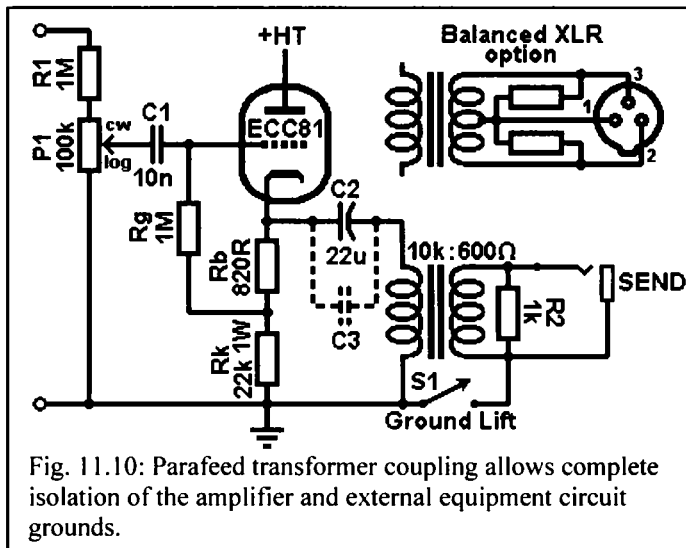 +HT
Balanced XLR
option
R1
1M
C1
ECC81
3
1
2
P1
100k
cw
log
10n
C2
22u
Rg
1M
Rb
820R
10k:600Ω
C3
R2
1k
SEND
Rk
22k 1W
S1
Ground Lift
Fig. 11.10: Parafeed transformer coupling allows complete
isolation of the amplifier and external equipment circuit
grounds.